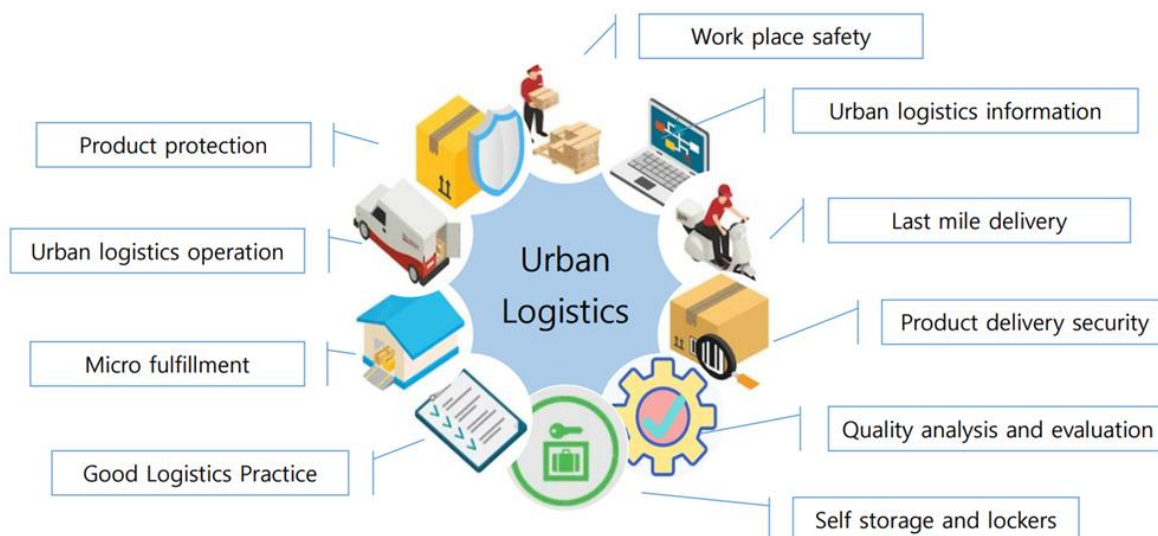 Work place safety
Urban logistics information
Product protection
Last mile delivery
Urban logistics operation
Urban
Logistics
Product delivery security
Micro fulfillment
Quality analysis and evaluation
Good Logistics Practice
Self storage and lockers